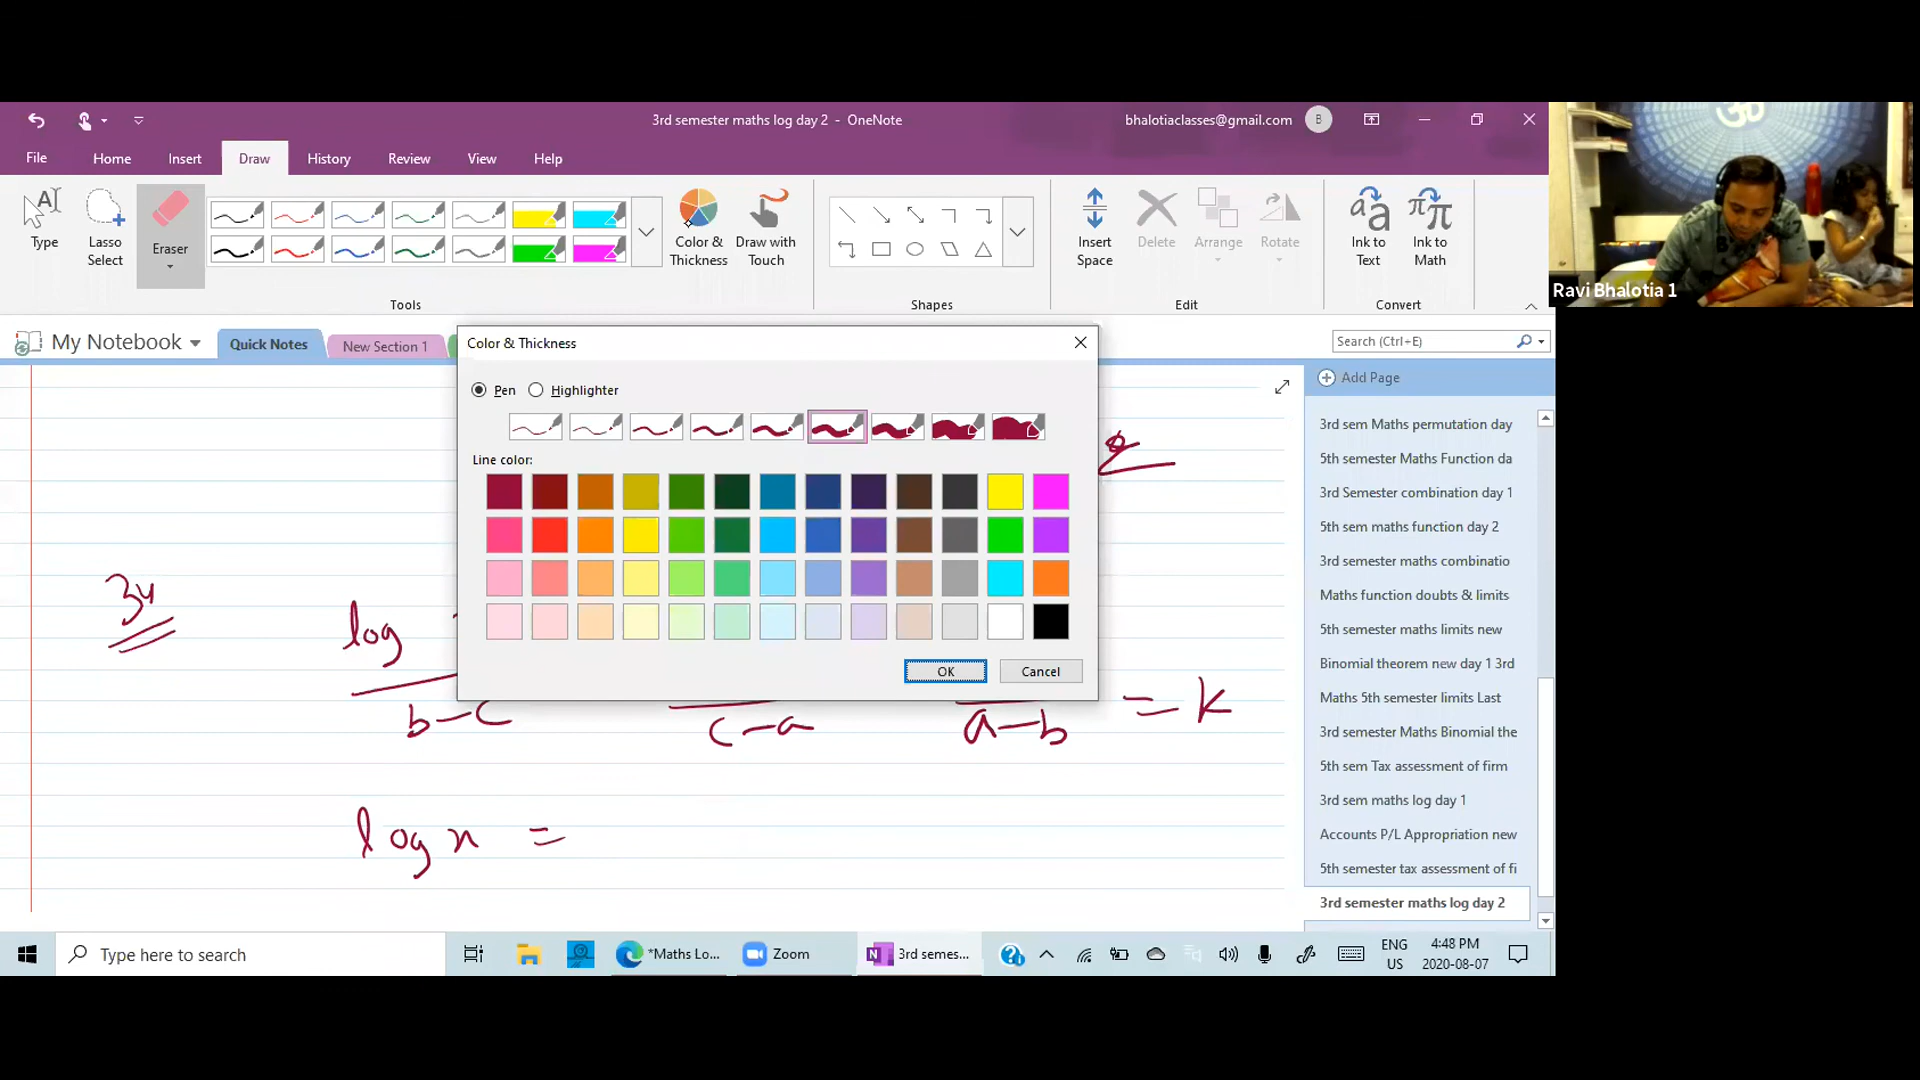 3rd semester maths log day 2 - OneNote
bhalotiaclasses@gmail.com
B
File Home Insert Draw History Review View Help
Type
Lasso Select
Eraser
Color & Thickness
Draw with Touch
Insert Space
Delete
Arrange
Rotate
Ink to Text
Ink to Math
Tools
Shapes
Edit
Convert
Ravi Bhalotia 1
My Notebook
Quick Notes
New Section 1
Search (Ctrl+E)
Color & Thickness
Pen
Highlighter
Line color:
OK
Cancel
Add Page
3rd sem Maths permutation day
5th semester Maths Function da
3rd Semester combination day 1
5th sem maths function day 2
3rd semester maths combinatio
Maths function doubts & limits
5th semester maths limits new
Binomial theorem new day 1 3rd
Maths 5th semester limits Last
3rd semester Maths Binomial the
5th sem Tax assessment of firm
3rd sem maths log day 1
Accounts P/L Appropriation new
5th semester tax assessment of fi
3rd semester maths log day 2
34
log
b-c
c-a
a-b
= k
log x =
Type here to search
*Maths Lo...
Zoom
3rd semes...
ENG
US
4:48 PM
2020-08-07